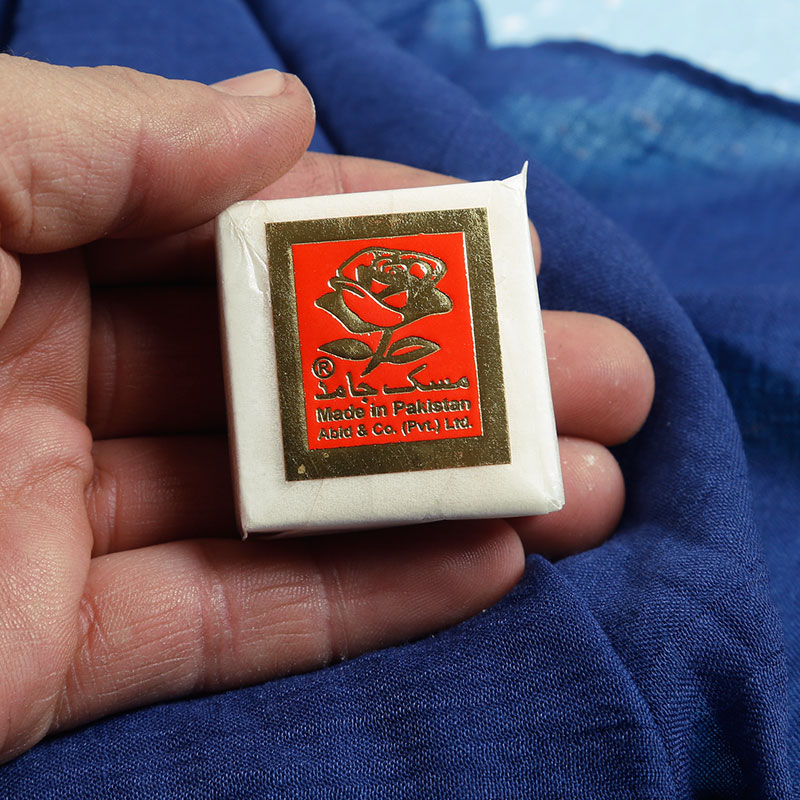 ®
مسک جامد
Made in Pakistan
Abid & Co. (Pvt.) Ltd.